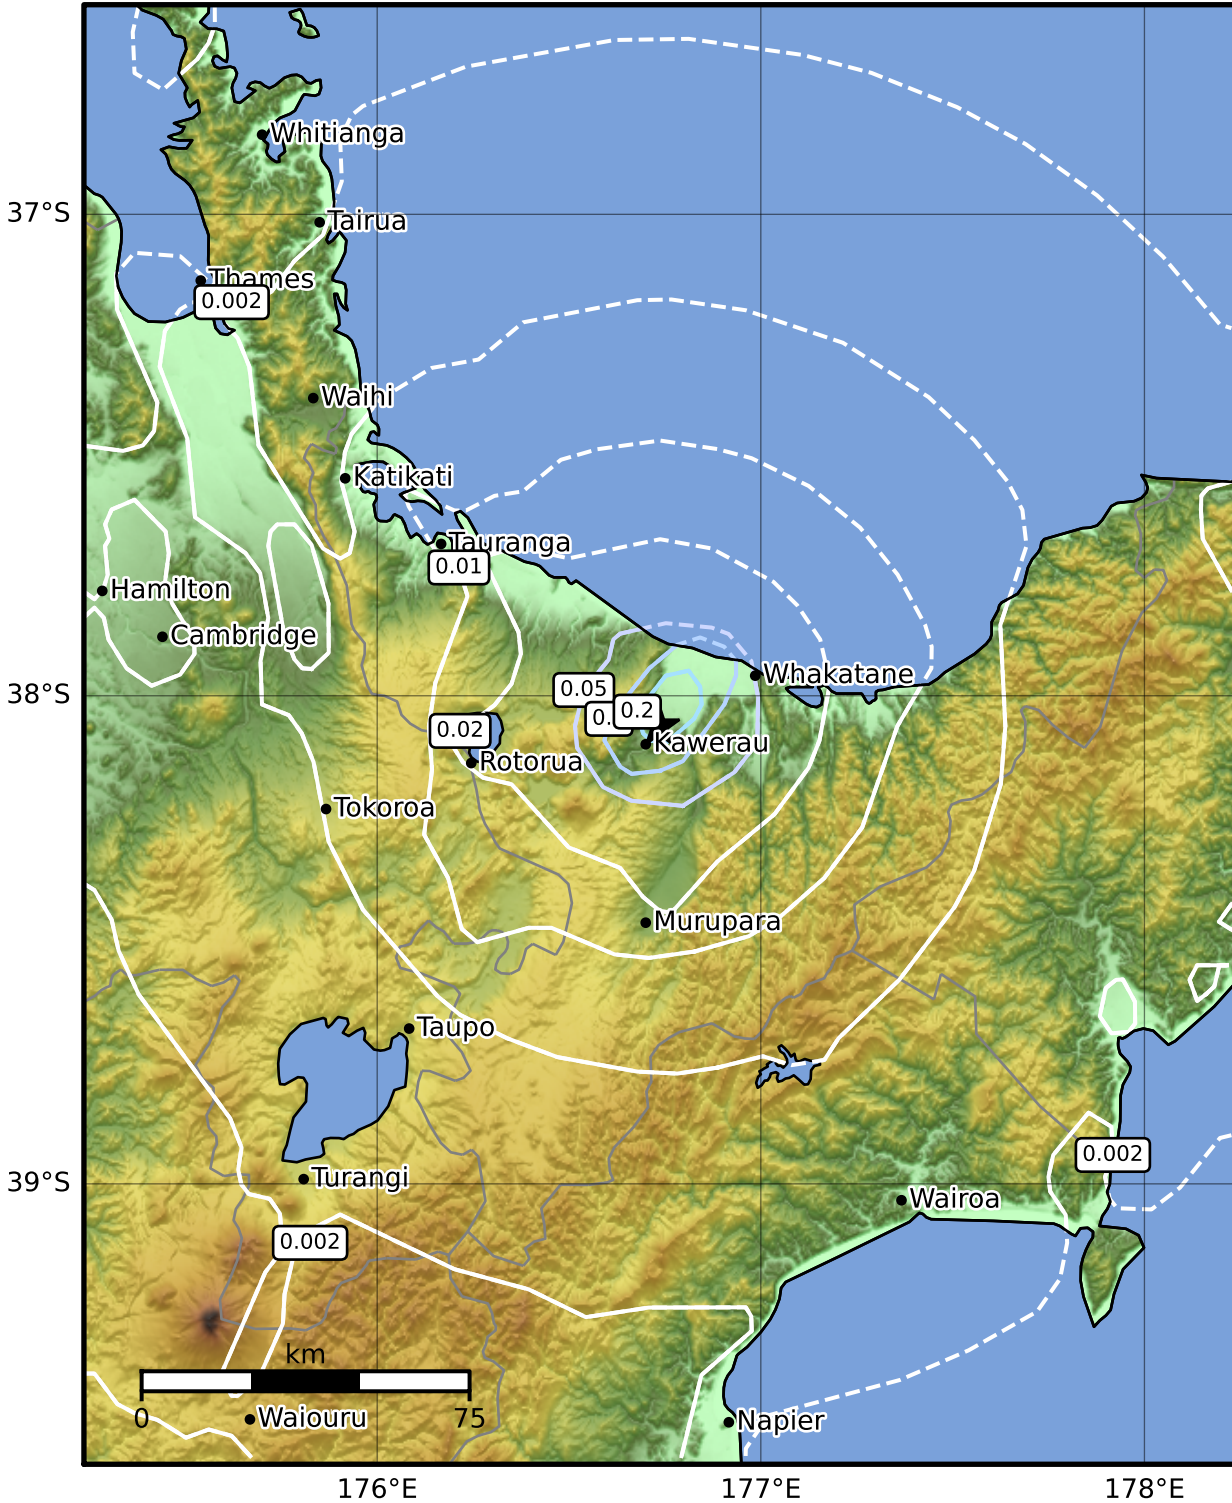 Whitianga
37°S
Tairua
Thames
0.002
Waihi
Katikati
Tauranga
0.01
Hamilton
Cambridge
Whakatane
0.05
38°S
0.2
0.02
Kawerau
Rotorua
Tokoroa
Murupara
Taupo
0.002
Turangi
39°S
Wairoa
0.002
km
0
75
Waiouru
Napier
176°E
177°E
178°E